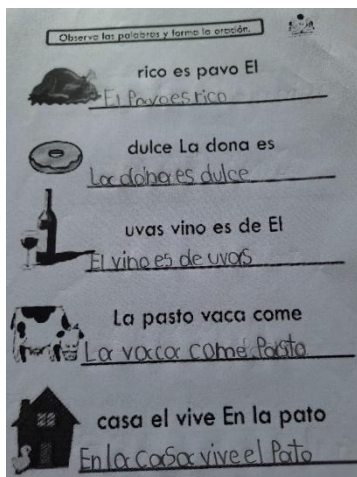 Observa las palabras y forma la oración.
rico es pavo El
El Pavo es rico
dulce La dona es
La dona es dulce
uvas vino es de El
El vino es de uvas
La pasto vaca come
La vacca come Pasto
casa el vive En la pato
En la casa vive el Pato